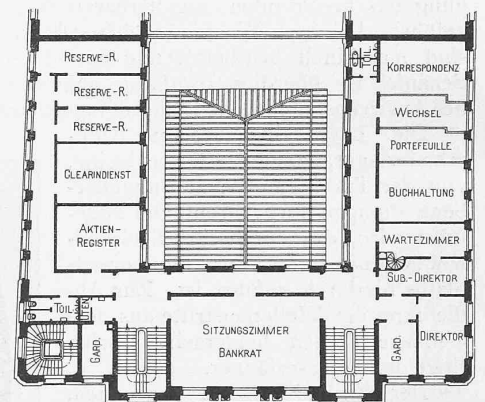 RESERVE-R.
RESERVE-R.
RESERVE-R.
CLEARINDIENST
AKTIEN-
REGISTER
TOIL.
GARD.
SITZUNGSZIMMER
BANKRAT
TOIL.
KORRESPONDENZ
WECHSEL
PORTEFEUILLE
BUCHHALTUNG
WARTEZIMMER
SUB.-DIREKTOR
GARD.
DIREKTOR